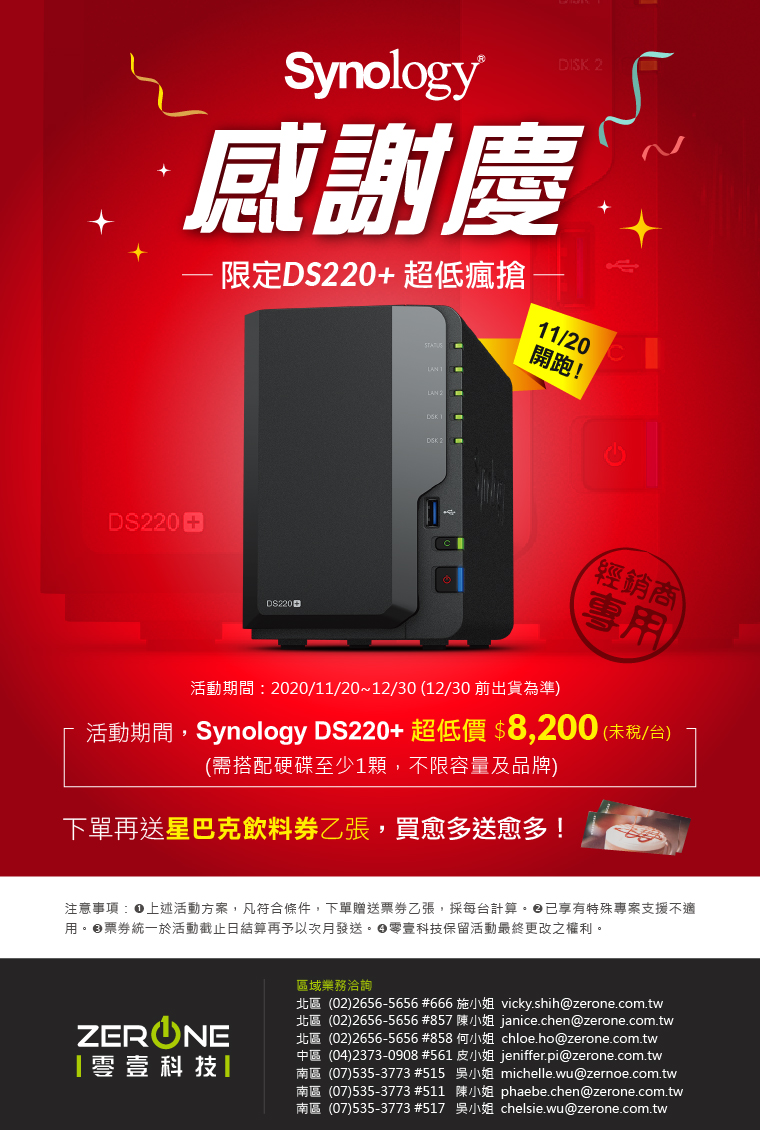 DISK 1
DISK 2
Synology®
感謝慶
限定DS220+ 超低瘋搶
11/20
開跑!
STATUS
LAN 1
LAN 2
DISK 1
DISK 2
C
C
DS220+
DS220+
經銷商
專用
活動期間：2020/11/20~12/30 (12/30 前出貨為準)
活動期間，Synology DS220+ 超低價 $8,200 (未稅/台)
(需搭配硬碟至少1顆，不限容量及品牌)
下單再送星巴克飲料券乙張，買愈多送愈多！
注意事項：❶上述活動方案，凡符合條件，下單贈送票券乙張，採每台計算。❷已享有特殊專案支援不適
用。❸票券統一於活動截止日結算再予以次月發送。❹零壹科技保留活動最終更改之權利。
ZERONE
零壹科技
區域業務洽詢
北區 (02)2656-5656 #666 施小姐 vicky.shih@zerone.com.tw
北區 (02)2656-5656 #857 陳小姐 janice.chen@zerone.com.tw
北區 (02)2656-5656 #858 何小姐 chloe.ho@zerone.com.tw
中區 (04)2373-0908 #561 皮小姐 jeniffer.pi@zerone.com.tw
南區 (07)535-3773 #515 吳小姐 michelle.wu@zernoe.com.tw
南區 (07)535-3773 #511 陳小姐 phaebe.chen@zerone.com.tw
南區 (07)535-3773 #517 吳小姐 chelsie.wu@zerone.com.tw